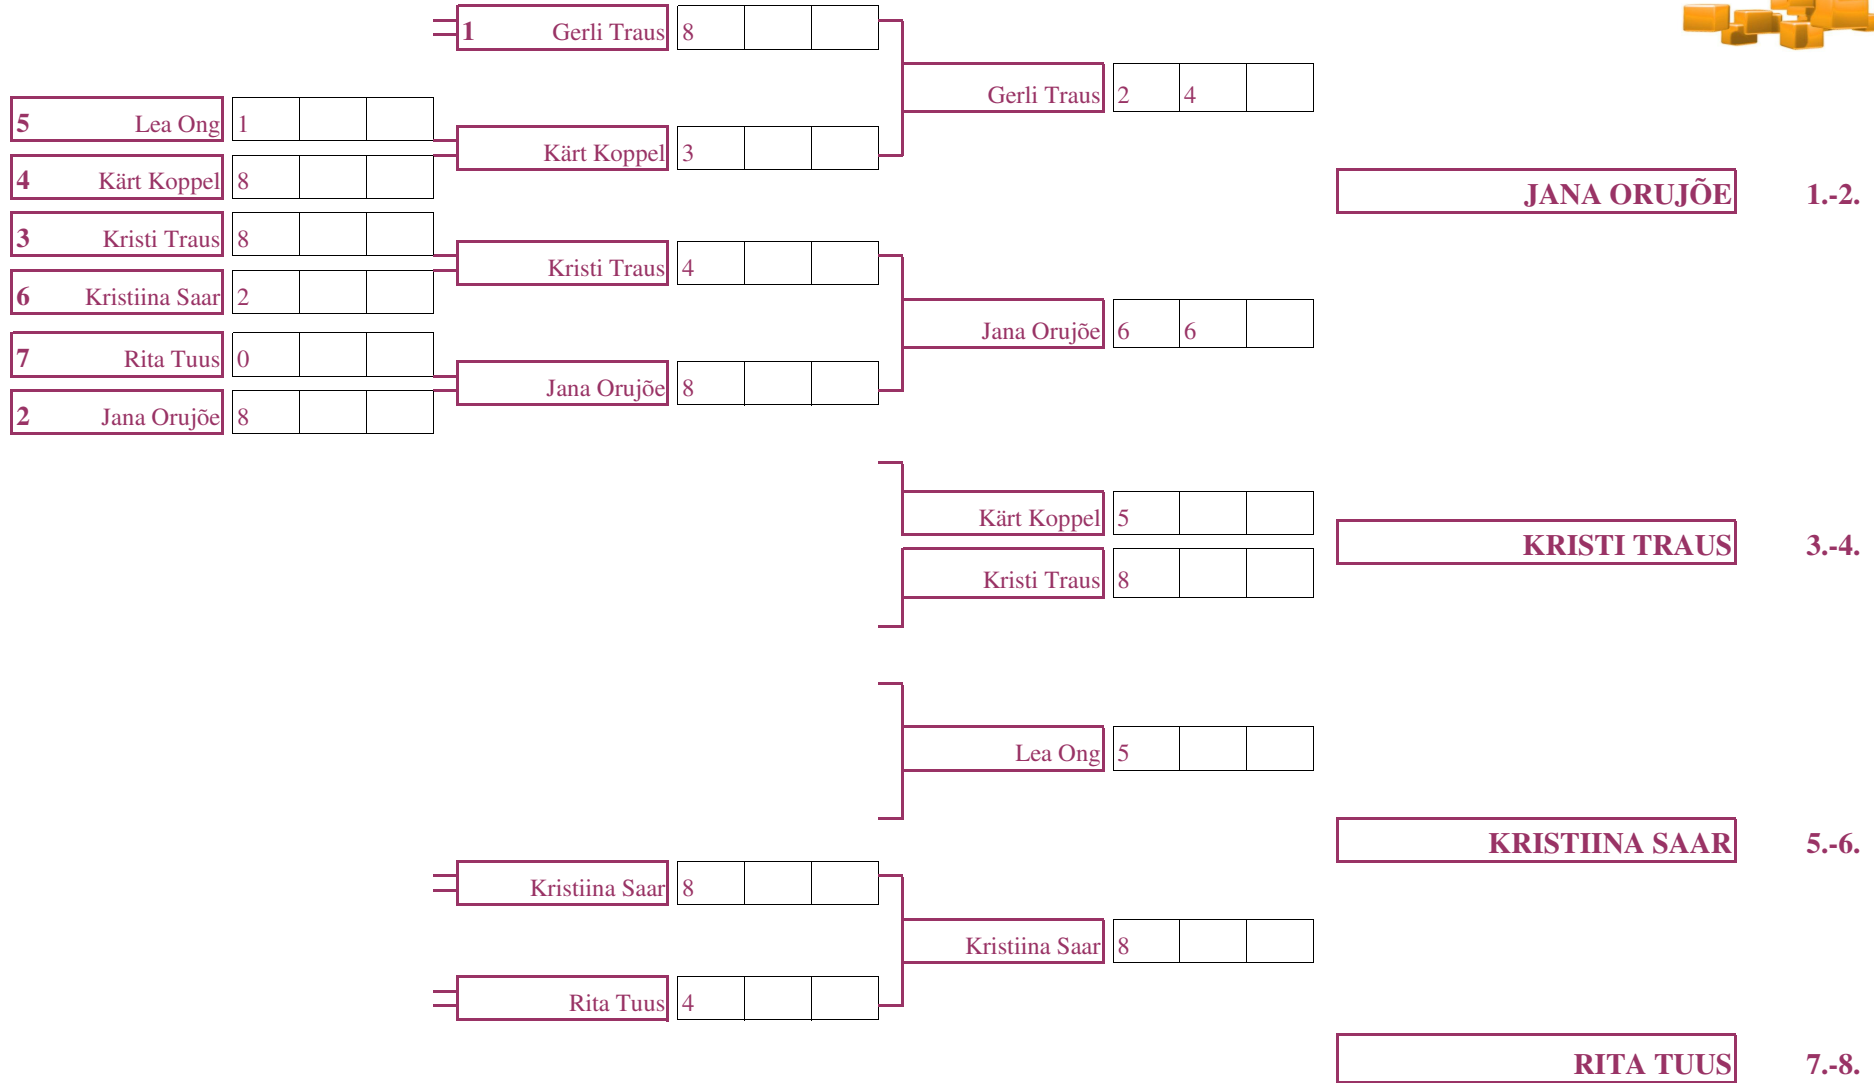 1 Gerli Traus 8
Gerli Traus 2 4
5 Lea Ong 1
Kärt Koppel 3
4 Kärt Koppel 8
JANA ORUJÕE 1.-2.
3 Kristi Traus 8
Kristi Traus 4
6 Kristiina Saar 2
Jana Orujõe 6 6
7 Rita Tuus 0
Jana Orujõe 8
2 Jana Orujõe 8
Kärt Koppel 5
KRISTI TRAUS 3.-4.
Kristi Traus 8
Lea Ong 5
KRISTIINA SAAR 5.-6.
Kristiina Saar 8
Kristiina Saar 8
Rita Tuus 4
RITA TUUS 7.-8.